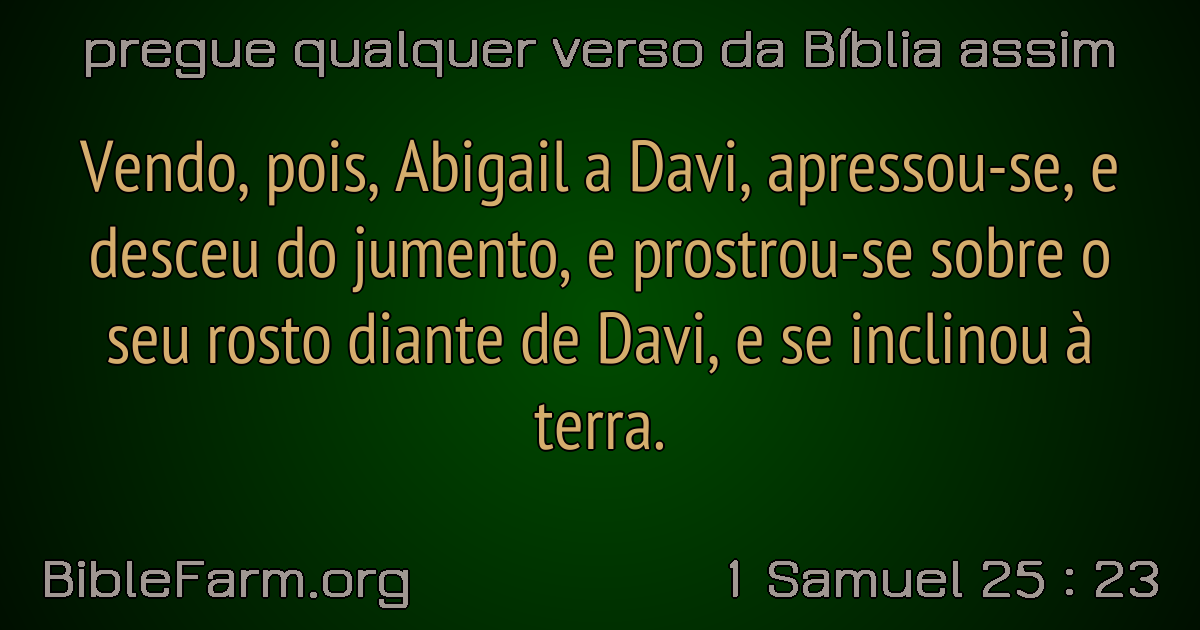 pregue qualquer verso da Bíblia assim
Vendo, pois, Abigail a Davi, apressou-se, e
desceu do jumento, e prostrou-se sobre o
seu rosto diante de Davi, e se inclinou à
terra.
BibleFarm.org
1 Samuel 25 : 23